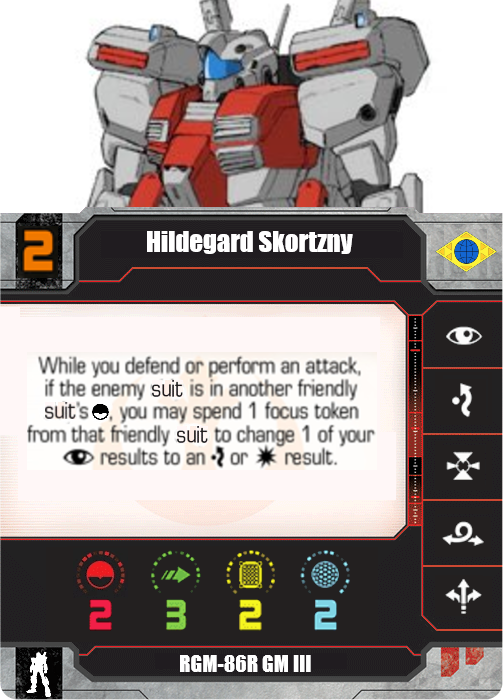 2
Hildegard Skortzny
While you defend or perform an attack,
if the enemy suit is in another friendly
suit's , you may spend 1 focus token
from that friendly suit to change 1 of your
results to an or result.
2 3 2 2
RGM-86R GM III